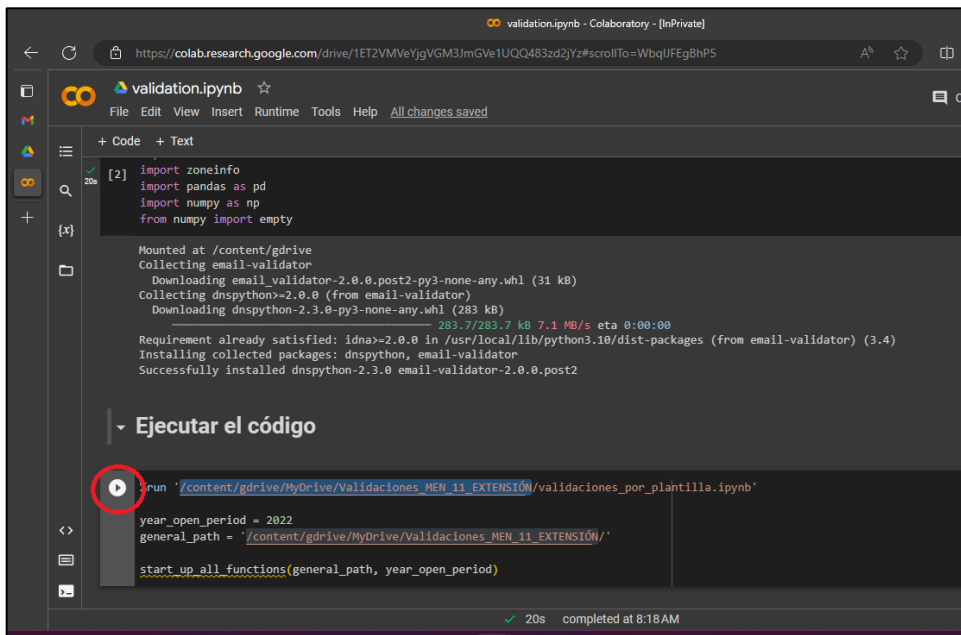 validation.ipynb - Colaboratory - [InPrivate]
https://colab.research.google.com/drive/1ET2VMVeYjgVGM3JmGVe1UQQ483zd2jYz#scrollTo=WbqUFEgBhP5
validation.ipynb
File Edit View Insert Runtime Tools Help All changes saved
+ Code + Text
20s
[2] import zoneinfo
import pandas as pd
import numpy as np
from numpy import empty
{x}
Mounted at /content/gdrive
Collecting email-validator
Downloading email_validator-2.0.0.post2-py3-none-any.whl (31 kB)
Collecting dnspython>=2.0.0 (from email-validator)
Downloading dnspython-2.3.0-py3-none-any.whl (283 kB)
283.7/283.7 kB 7.1 MB/s eta 0:00:00
Requirement already satisfied: idna>=2.0.0 in /usr/local/lib/python3.10/dist-packages (from email-validator) (3.4)
Installing collected packages: dnspython, email-validator
Successfully installed dnspython-2.3.0 email-validator-2.0.0.post2
Ejecutar el código
%run '/content/gdrive/MyDrive/Validaciones_MEN_11_EXTENSIÓN/validaciones_por_plantilla.ipynb'
year_open_period = 2022
general_path = '/content/gdrive/MyDrive/Validaciones_MEN_11_EXTENSIÓN/'
start_up_all_functions(general_path, year_open_period)
20s completed at 8:18 AM